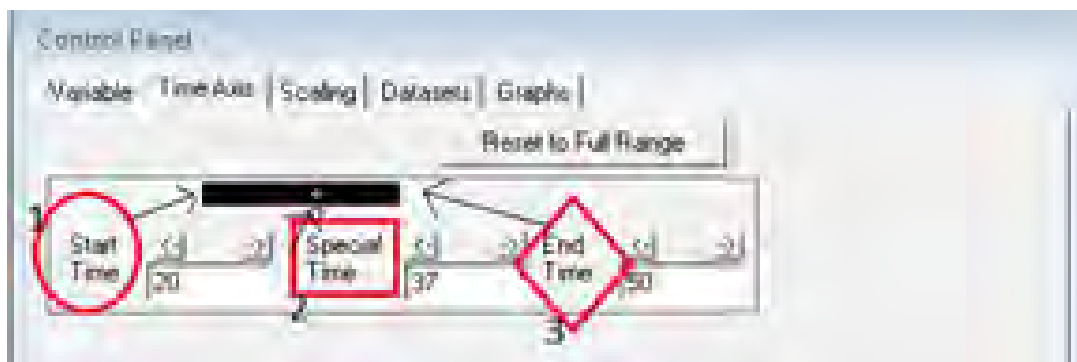 Control Panel
Variable Time Axis Scaling Datasets Graphs
Reset to Full Range
1
Start Time <-| ->| 20
Special Time <-| ->| 37
2
End Time <-| ->| 50
3